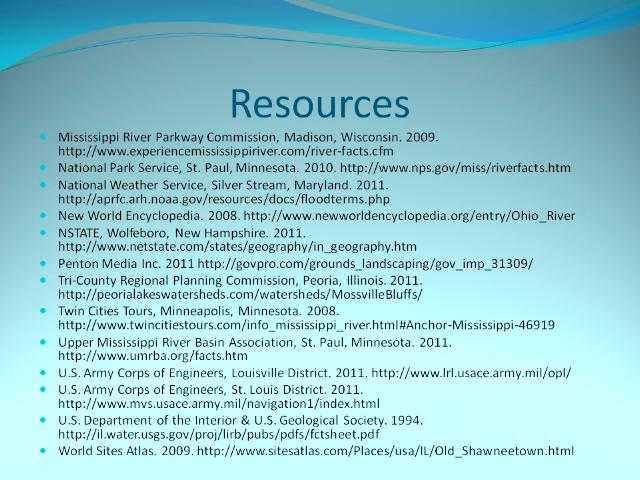 Resources
Mississippi River Parkway Commission, Madison, Wisconsin. 2009.
http://www.experiencemississippiriver.com/river-facts.cfm
National Park Service, St. Paul, Minnesota. 2010. http://www.nps.gov/miss/riverfacts.htm
National Weather Service, Silver Stream, Maryland. 2011.
http://aprfc.arh.noaa.gov/resources/docs/floodterms.php
New World Encyclopedia. 2008. http://www.newworldencyclopedia.org/entry/Ohio_River
NSTATE, Wolfeboro, New Hampshire. 2011.
http://www.netstate.com/states/geography/in_geography.htm
Penton Media Inc. 2011 http://govpro.com/grounds_landscaping/gov_imp_31309/
Tri-County Regional Planning Commission, Peoria, Illinois. 2011.
http://peorialakeswatersheds.com/watersheds/MossvilleBluffs/
Twin Cities Tours, Minneapolis, Minnesota. 2008.
http://www.twincitiestours.com/info_mississippi_river.html#Anchor-Mississippi-46919
Upper Mississippi River Basin Association, St. Paul, Minnesota. 2011.
http://www.umrba.org/facts.htm
U.S. Army Corps of Engineers, Louisville District. 2011. http://www.lrl.usace.army.mil/opl/
U.S. Army Corps of Engineers, St. Louis District. 2011.
http://www.mvs.usace.army.mil/navigation1/index.html
U.S. Department of the Interior & U.S. Geological Society. 1994.
http://il.water.usgs.gov/proj/lirb/pubs/pdfs/fctsheet.pdf
World Sites Atlas. 2009. http://www.sitesatlas.com/Places/usa/IL/Old_Shawneetown.html